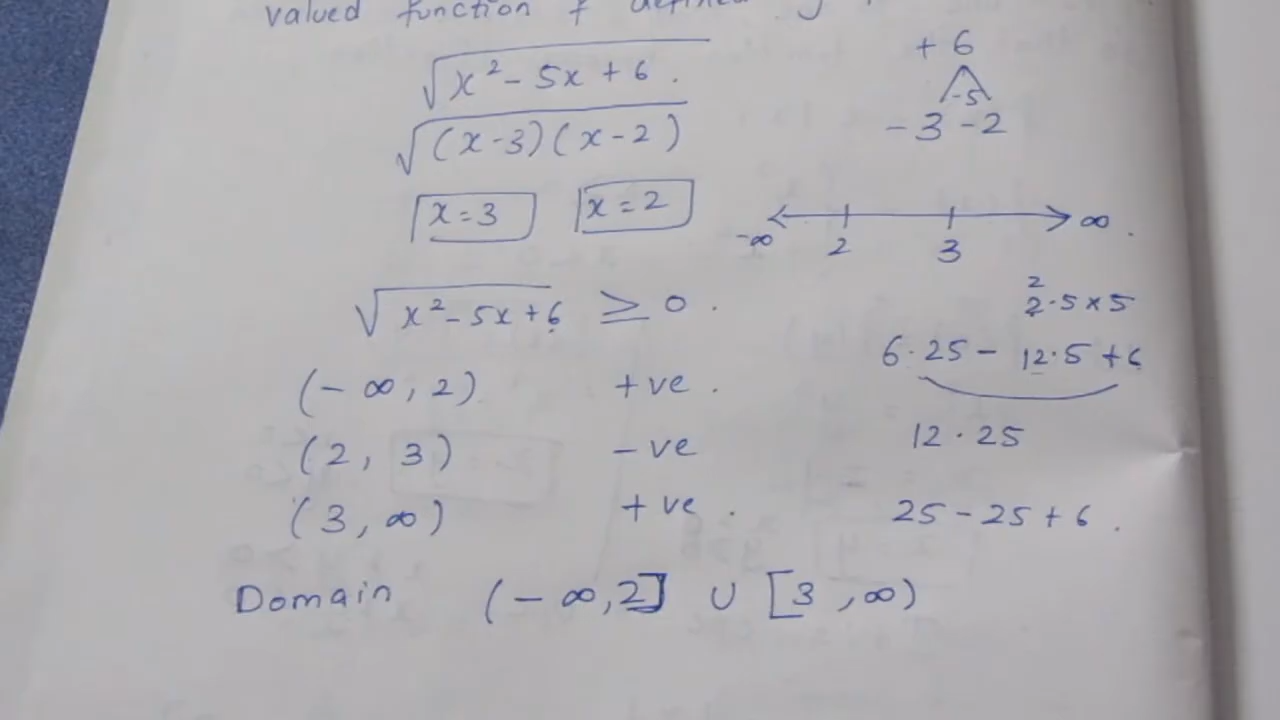 valued function f defined
√x² - 5x + 6 .
√(x-3)(x-2)
x = 3 x = 2
√x² - 5x + 6 ≥ 0 .
(-∞, 2) +ve .
(2, 3) -ve
(3, ∞) +ve .
Domain (-∞, 2] ∪ [3, ∞)
+ 6
-5
- 3 - 2
-∞ 2 3 ∞ .
2
2.5 × 5
6.25 - 12.5 + 6
12.25
25 - 25 + 6 .